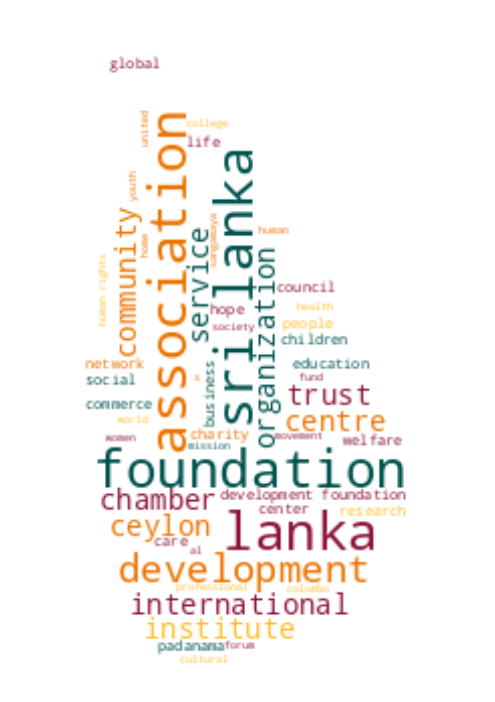 global
united
association
college
life
youth
sri lanka
community
home
service
sangamaya
human
organization
human rights
council
hope
health
society
people
children
network
education
social
fund
business
trust
commerce
centre
world
charity
movement
women
mission
welfare
foundation
chamber
development foundation
center
research
ceylon
lanka
care
al
development
professional
colombo
international
institute
padanama
forum
cultural